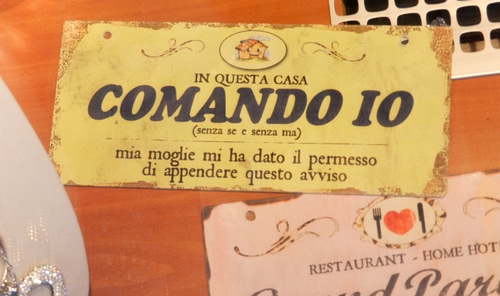 IN QUESTA CASA
COMANDO IO
(senza se e senza ma)
mia moglie mi ha dato il permesso
di appendere questo avviso
RESTAURANT - HOME